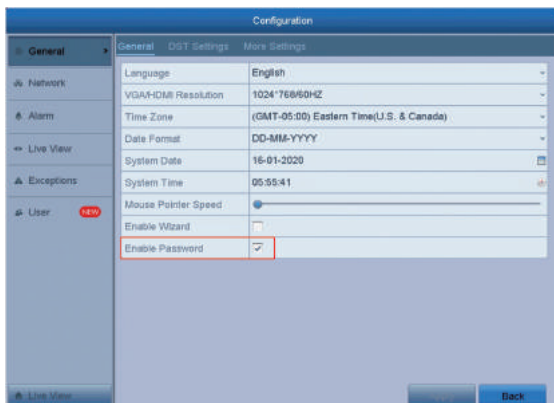 Configuration
General
Network
Alarm
Live View
Exceptions
User NEW
Live View
General DST Settings More Settings
Language English
VGA/HDMI Resolution 1024*768/60HZ
Time Zone (GMT-05:00) Eastern Time(U.S. & Canada)
Date Format DD-MM-YYYY
System Date 16-01-2020
System Time 05:55:41
Mouse Pointer Speed
Enable Wizard
Enable Password
Back